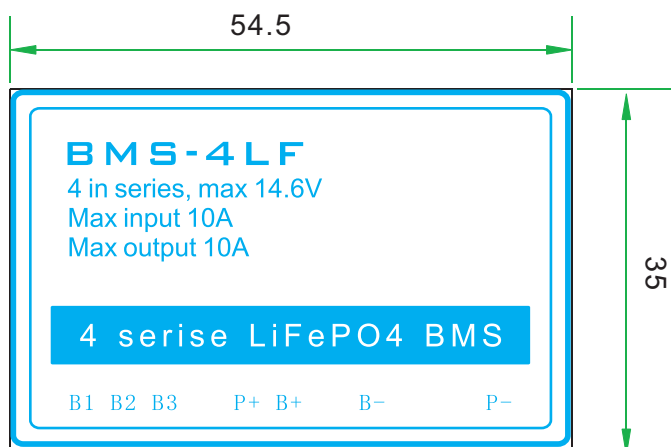 54.5
BMS-4LF
4 in series, max 14.6V
Max input 10A
Max output 10A
35
4 serise LiFePO4 BMS
B1 B2 B3 P+ B+ B- P-